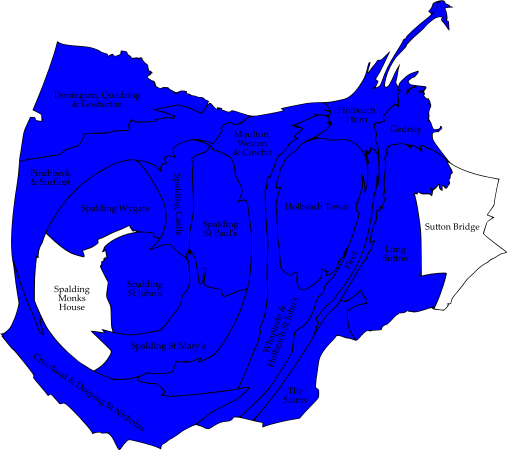 Donington, Quadring
& Gosberton
Holbeach
Hurn
Gedney
Moulton,
Weston
& Cowbit
Pinchbeck
& Surfleet
Spalding Castle
Spalding Wygate
Holbeach Town
Spalding
St Paul's
Sutton Bridge
Long
Sutton
Fleet
Spalding
Monks
House
Spalding
St John's
Whaplode &
Holbeach St John's
Spalding St Mary's
Crowland & Deeping St Nicholas
The
Saints